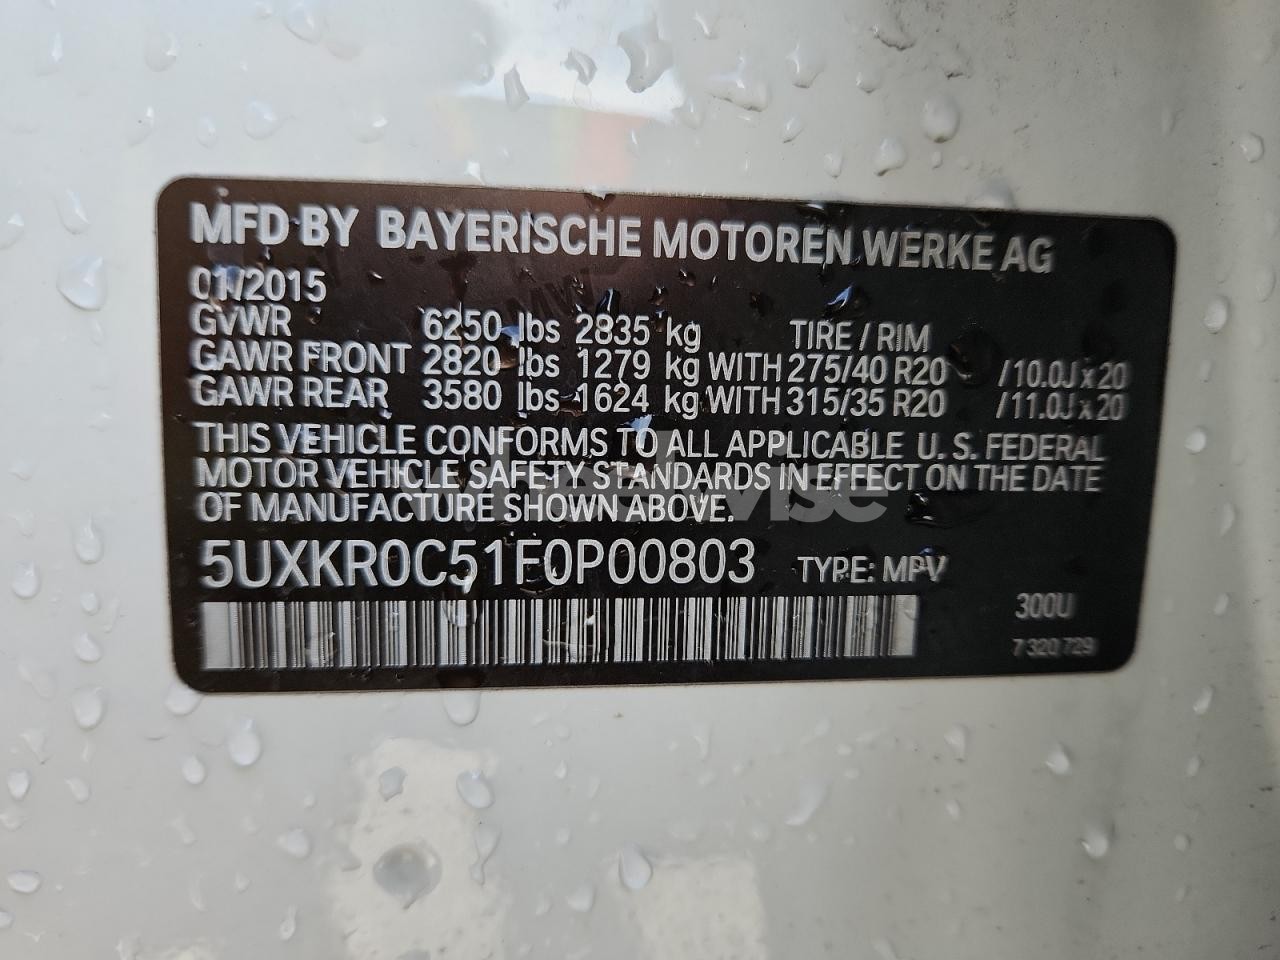 MFD BY BAYERISCHE MOTOREN WERKE AG
01/2015
GVWR 6250 lbs 2835 kg TIRE / RIM
GAWR FRONT 2820 lbs 1279 kg WITH 275/40 R20 /10.0J x 20
GAWR REAR 3580 lbs 1624 kg WITH 315/35 R20 /11.0J x 20
THIS VEHICLE CONFORMS TO ALL APPLICABLE U. S. FEDERAL
MOTOR VEHICLE SAFETY STANDARDS IN EFFECT ON THE DATE
OF MANUFACTURE SHOWN ABOVE.
5UXKR0C51F0P00803 TYPE: MPV
300U
7 320 729